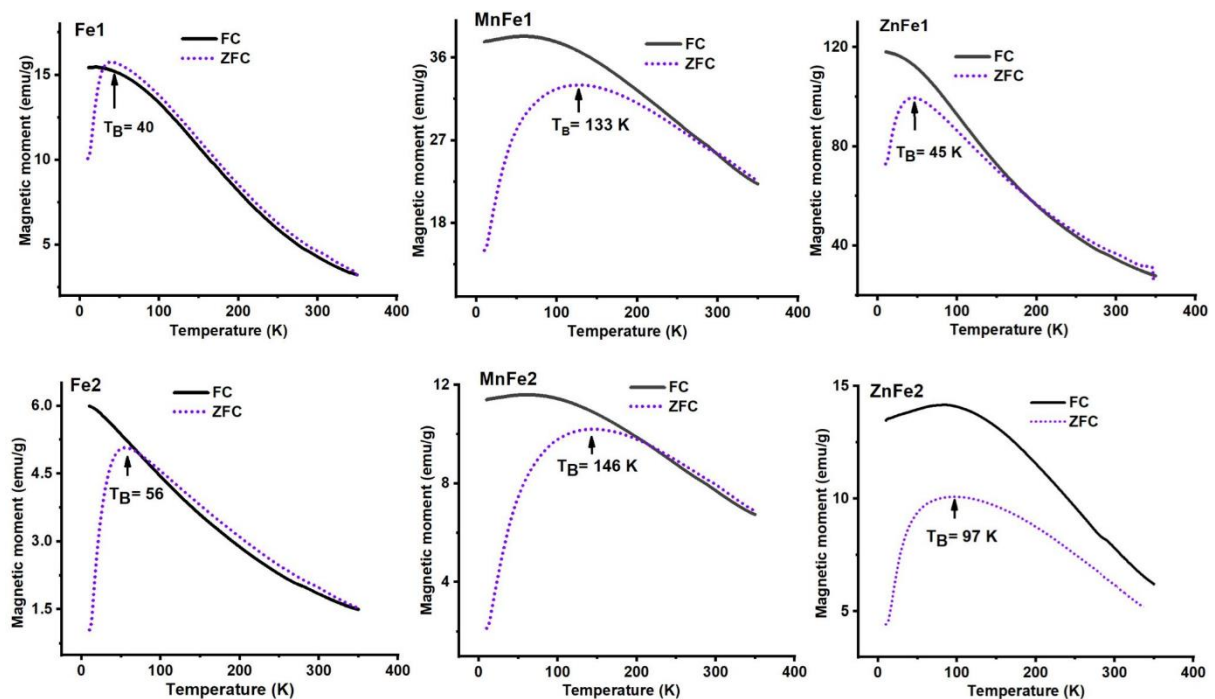 Fe1
FC
ZFC
T_B= 40
Magnetic moment (emu/g)
15
10
5
0 100 200 300 400
Temperature (K)
MnFe1
FC
ZFC
T_B= 133 K
Magnetic moment (emu/g)
36
27
18
0 100 200 300 400
Temperature (K)
ZnFe1
FC
ZFC
T_B= 45 K
Magnetic moment (emu/g)
120
80
40
0 100 200 300 400
Temperature (K)
Fe2
FC
ZFC
T_B= 56
Magnetic moment (emu/g)
6.0
4.5
3.0
1.5
0 100 200 300 400
Temperature (K)
MnFe2
FC
ZFC
T_B= 146 K
Magnetic moment (emu/g)
12
8
4
0 100 200 300 400
Temperature (K)
ZnFe2
FC
ZFC
T_B= 97 K
Magnetic moment (emu/g)
15
10
5
0 100 200 300 400
Temperature (K)